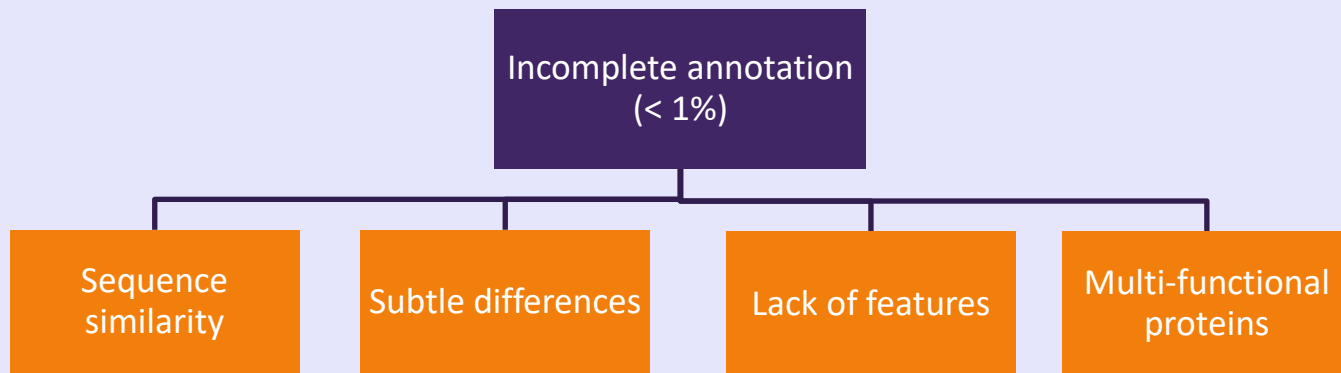 Incomplete annotation
(< 1%)
Sequence
similarity
Subtle differences
Lack of features
Multi-functional
proteins